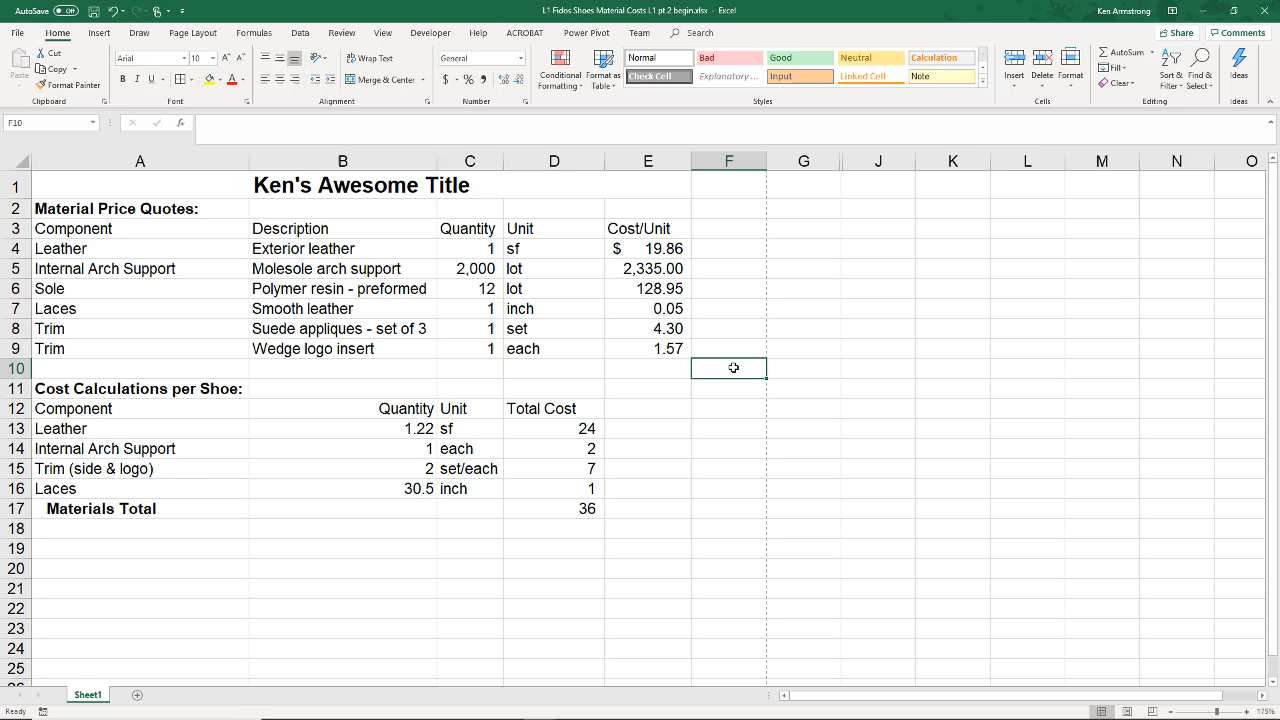 AutoSave Off L1 Fidos Shoes Material Costs L1 pt 2 begin.xlsx - Excel Ken Armstrong
File Home Insert Draw Page Layout Formulas Data Review View Developer Help ACROBAT Power Pivot Team Search Share Comments
Paste Cut Copy Format Painter Clipboard
Arial 10 B I U A Font
Merge & Center Alignment
General $ % Number
Conditional Formatting Format as Table
Normal Bad Good Neutral Calculation
Check Cell Explanatory ... Input Linked Cell Note
Styles
Insert Delete Format Cells
AutoSum Fill Clear Sort & Filter Find & Select Editing
Ideas Ideas
F10 fx
A B C D E F G J K L M N O
1 Ken's Awesome Title
2 Material Price Quotes:
3 Component Description Quantity Unit Cost/Unit
4 Leather Exterior leather 1 sf $ 19.86
5 Internal Arch Support Molesole arch support 2,000 lot 2,335.00
6 Sole Polymer resin - preformed 12 lot 128.95
7 Laces Smooth leather 1 inch 0.05
8 Trim Suede appliques - set of 3 1 set 4.30
9 Trim Wedge logo insert 1 each 1.57
10
11 Cost Calculations per Shoe:
12 Component Quantity Unit Total Cost
13 Leather 1.22 sf 24
14 Internal Arch Support 1 each 2
15 Trim (side & logo) 2 set/each 7
16 Laces 30.5 inch 1
17 Materials Total 36
18
19
20
21
22
23
24
25
Sheet1
Ready 175%